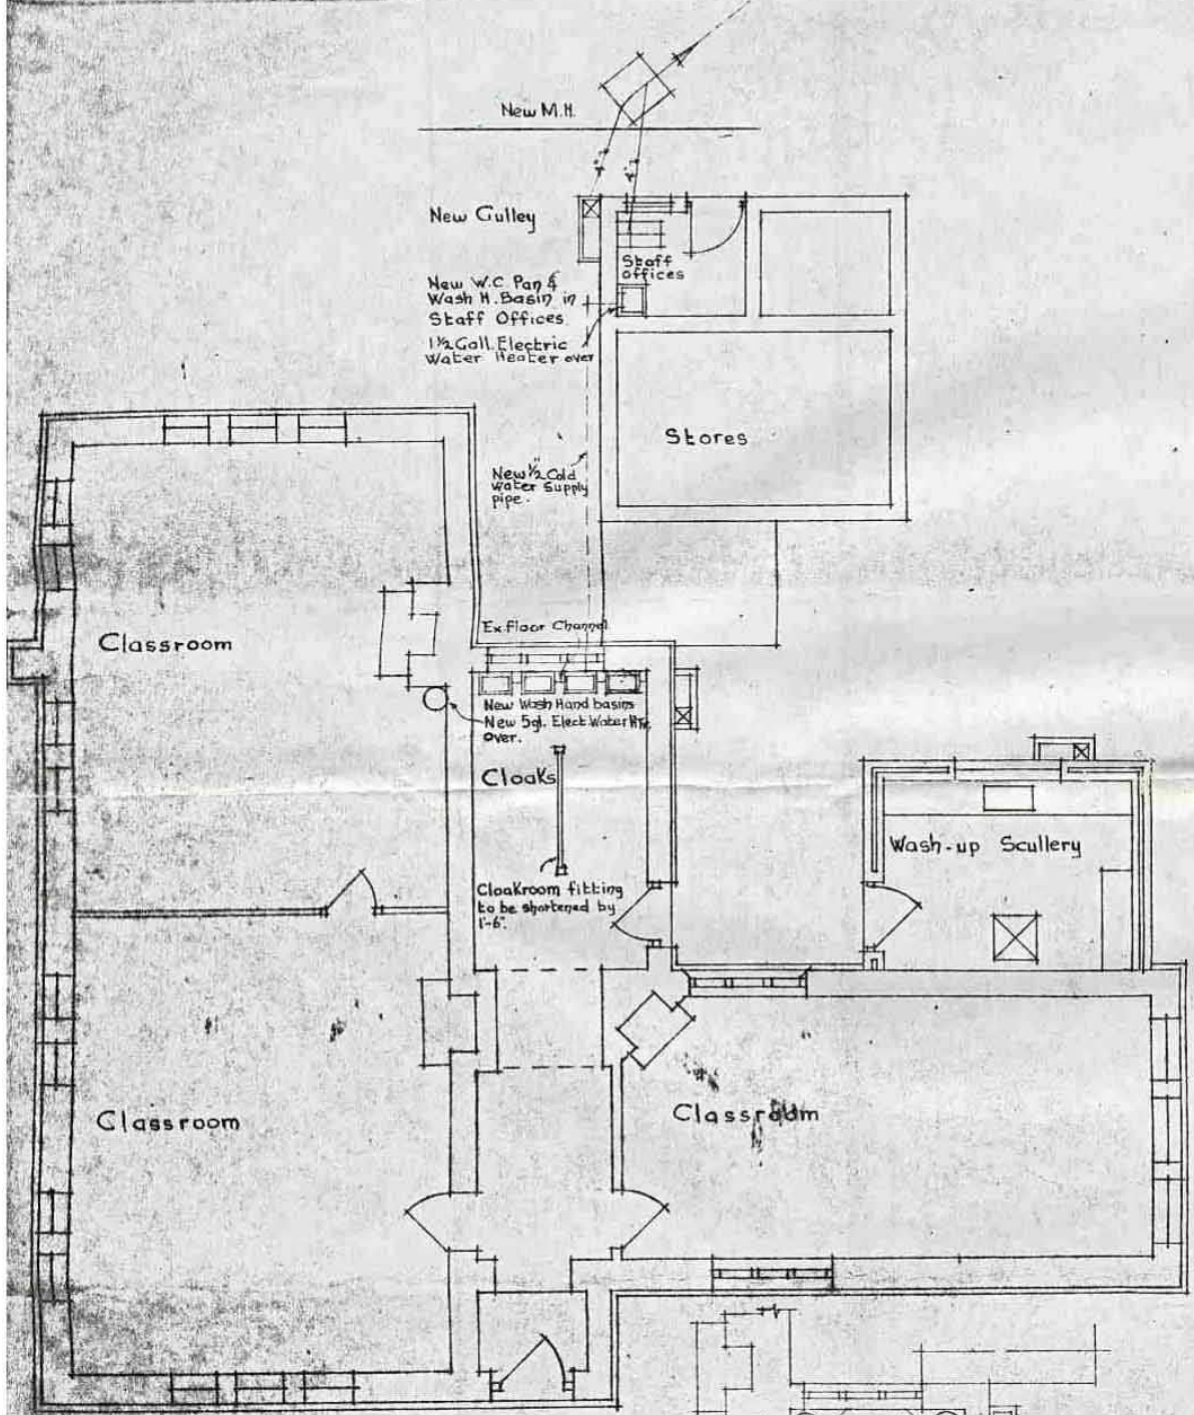 New M.H.
4"
4"
New Gulley
Staff
offices
New W.C. Pan &
Wash H. Basin in
Staff Offices
1½ Gall. Electric
Water Heater over
Stores
New ½" Cold
Water Supply
pipe.
Ex. Floor Channel
Classroom
New Wash Hand basins
New 5gl. Elect. Water Htr.
over.
Cloaks
Wash-up Scullery
Cloakroom fitting
to be shortened by
1'-6".
Classroom
Classroom